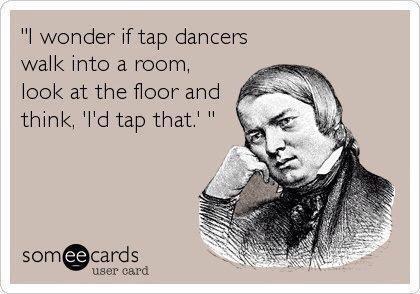 "I wonder if tap dancers
walk into a room,
look at the floor and
think, 'I'd tap that.' "
someecards
user card